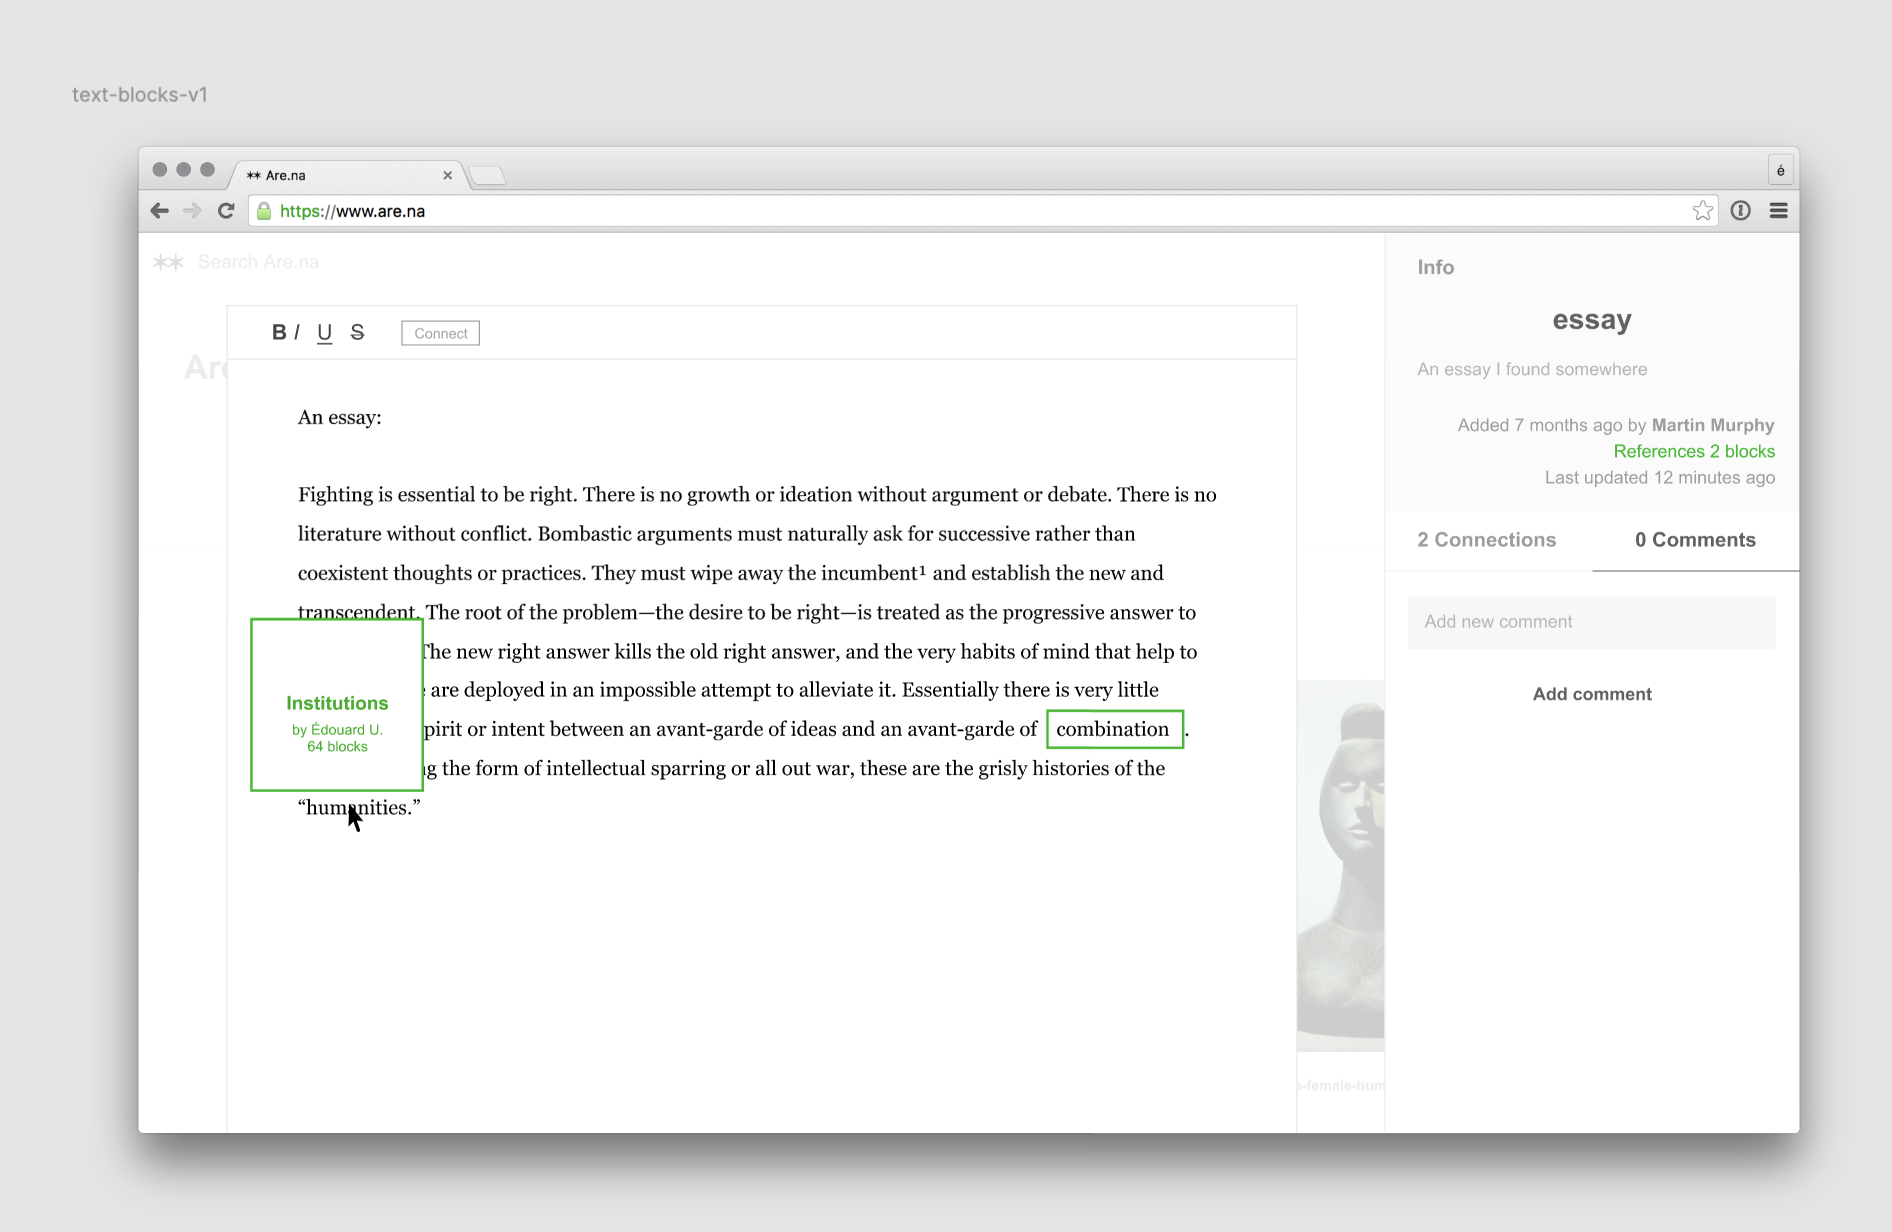 text-blocks-v1
Are.na
é
https://www.are.na
Search Are.na
Info
B I U S
Connect
essay
Are
An essay I found somewhere
An essay:
Added 7 months ago by Martin Murphy
References 2 blocks
Last updated 12 minutes ago
Fighting is essential to be right. There is no growth or ideation without argument or debate. There is no
literature without conflict. Bombastic arguments must naturally ask for successive rather than
coexistent thoughts or practices. They must wipe away the incumbent¹ and establish the new and
transcendent. The root of the problem—the desire to be right—is treated as the progressive answer to
The new right answer kills the old right answer, and the very habits of mind that help to
are deployed in an impossible attempt to alleviate it. Essentially there is very little
pirit or intent between an avant-garde of ideas and an avant-garde of combination .
g the form of intellectual sparring or all out war, these are the grisly histories of the
“humanities.”
Institutions
by Édouard U.
64 blocks
2 Connections
0 Comments
Add new comment
Add comment
e-female-hum